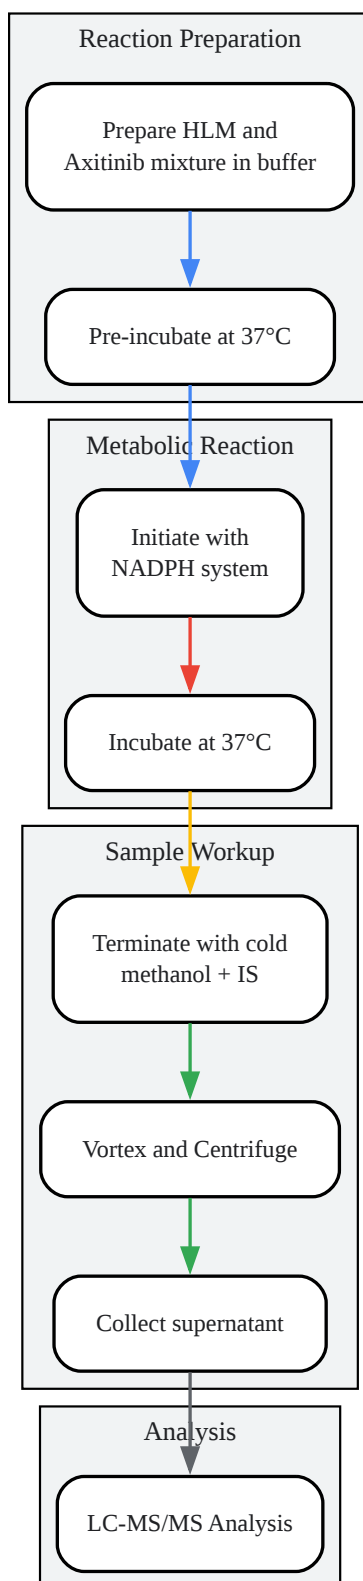 Reaction Preparation
Prepare HLM and
Axitinib mixture in buffer
Pre-incubate at 37°C
Metabolic Reaction
Initiate with
NADPH system
Incubate at 37°C
Sample Workup
Terminate with cold
methanol + IS
Vortex and Centrifuge
Collect supernatant
Analysis
LC-MS/MS Analysis